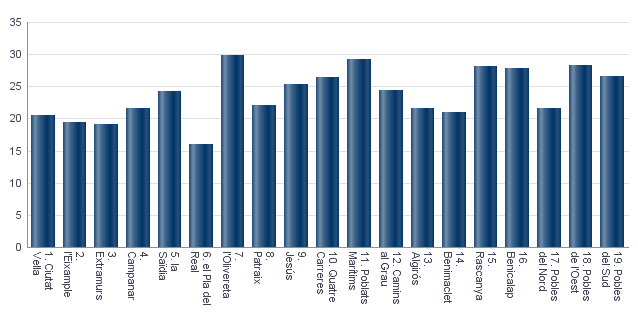 35
30
25
20
15
10
5
0
1. Ciutat
Vella
2.
l'Eixample
3.
Extramurs
4.
Campanar
5. la
Saïdia
6. el Pla del
Real
7.
l'Olivereta
8.
Patraix
9.
Jesús
10. Quatre
Carreres
11. Poblats
Marítims
12. Camins
al Grau
13.
Algirós
14.
Benimaclet
15.
Rascanya
16.
Benicalap
17. Pobles
del Nord
18. Pobles
de l'Oest
19. Pobles
del Sud